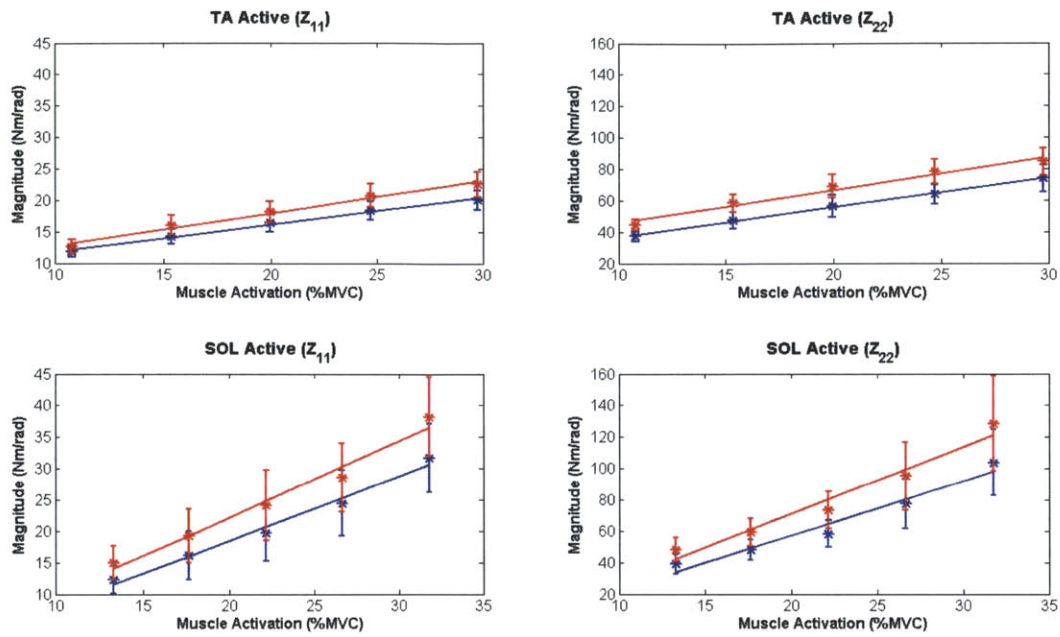 TA Active (Z11)
45
40
35
30
25
20
15
10
10 15 20 25 30
Magnitude (Nm/rad)
Muscle Activation (%MVC)
TA Active (Z22)
160
140
120
100
80
60
40
20
10 15 20 25 30
Magnitude (Nm/rad)
Muscle Activation (%MVC)
SOL Active (Z11)
45
40
35
30
25
20
15
10
10 15 20 25 30 35
Magnitude (Nm/rad)
Muscle Activation (%MVC)
SOL Active (Z22)
160
140
120
100
80
60
40
20
10 15 20 25 30 35
Magnitude (Nm/rad)
Muscle Activation (%MVC)